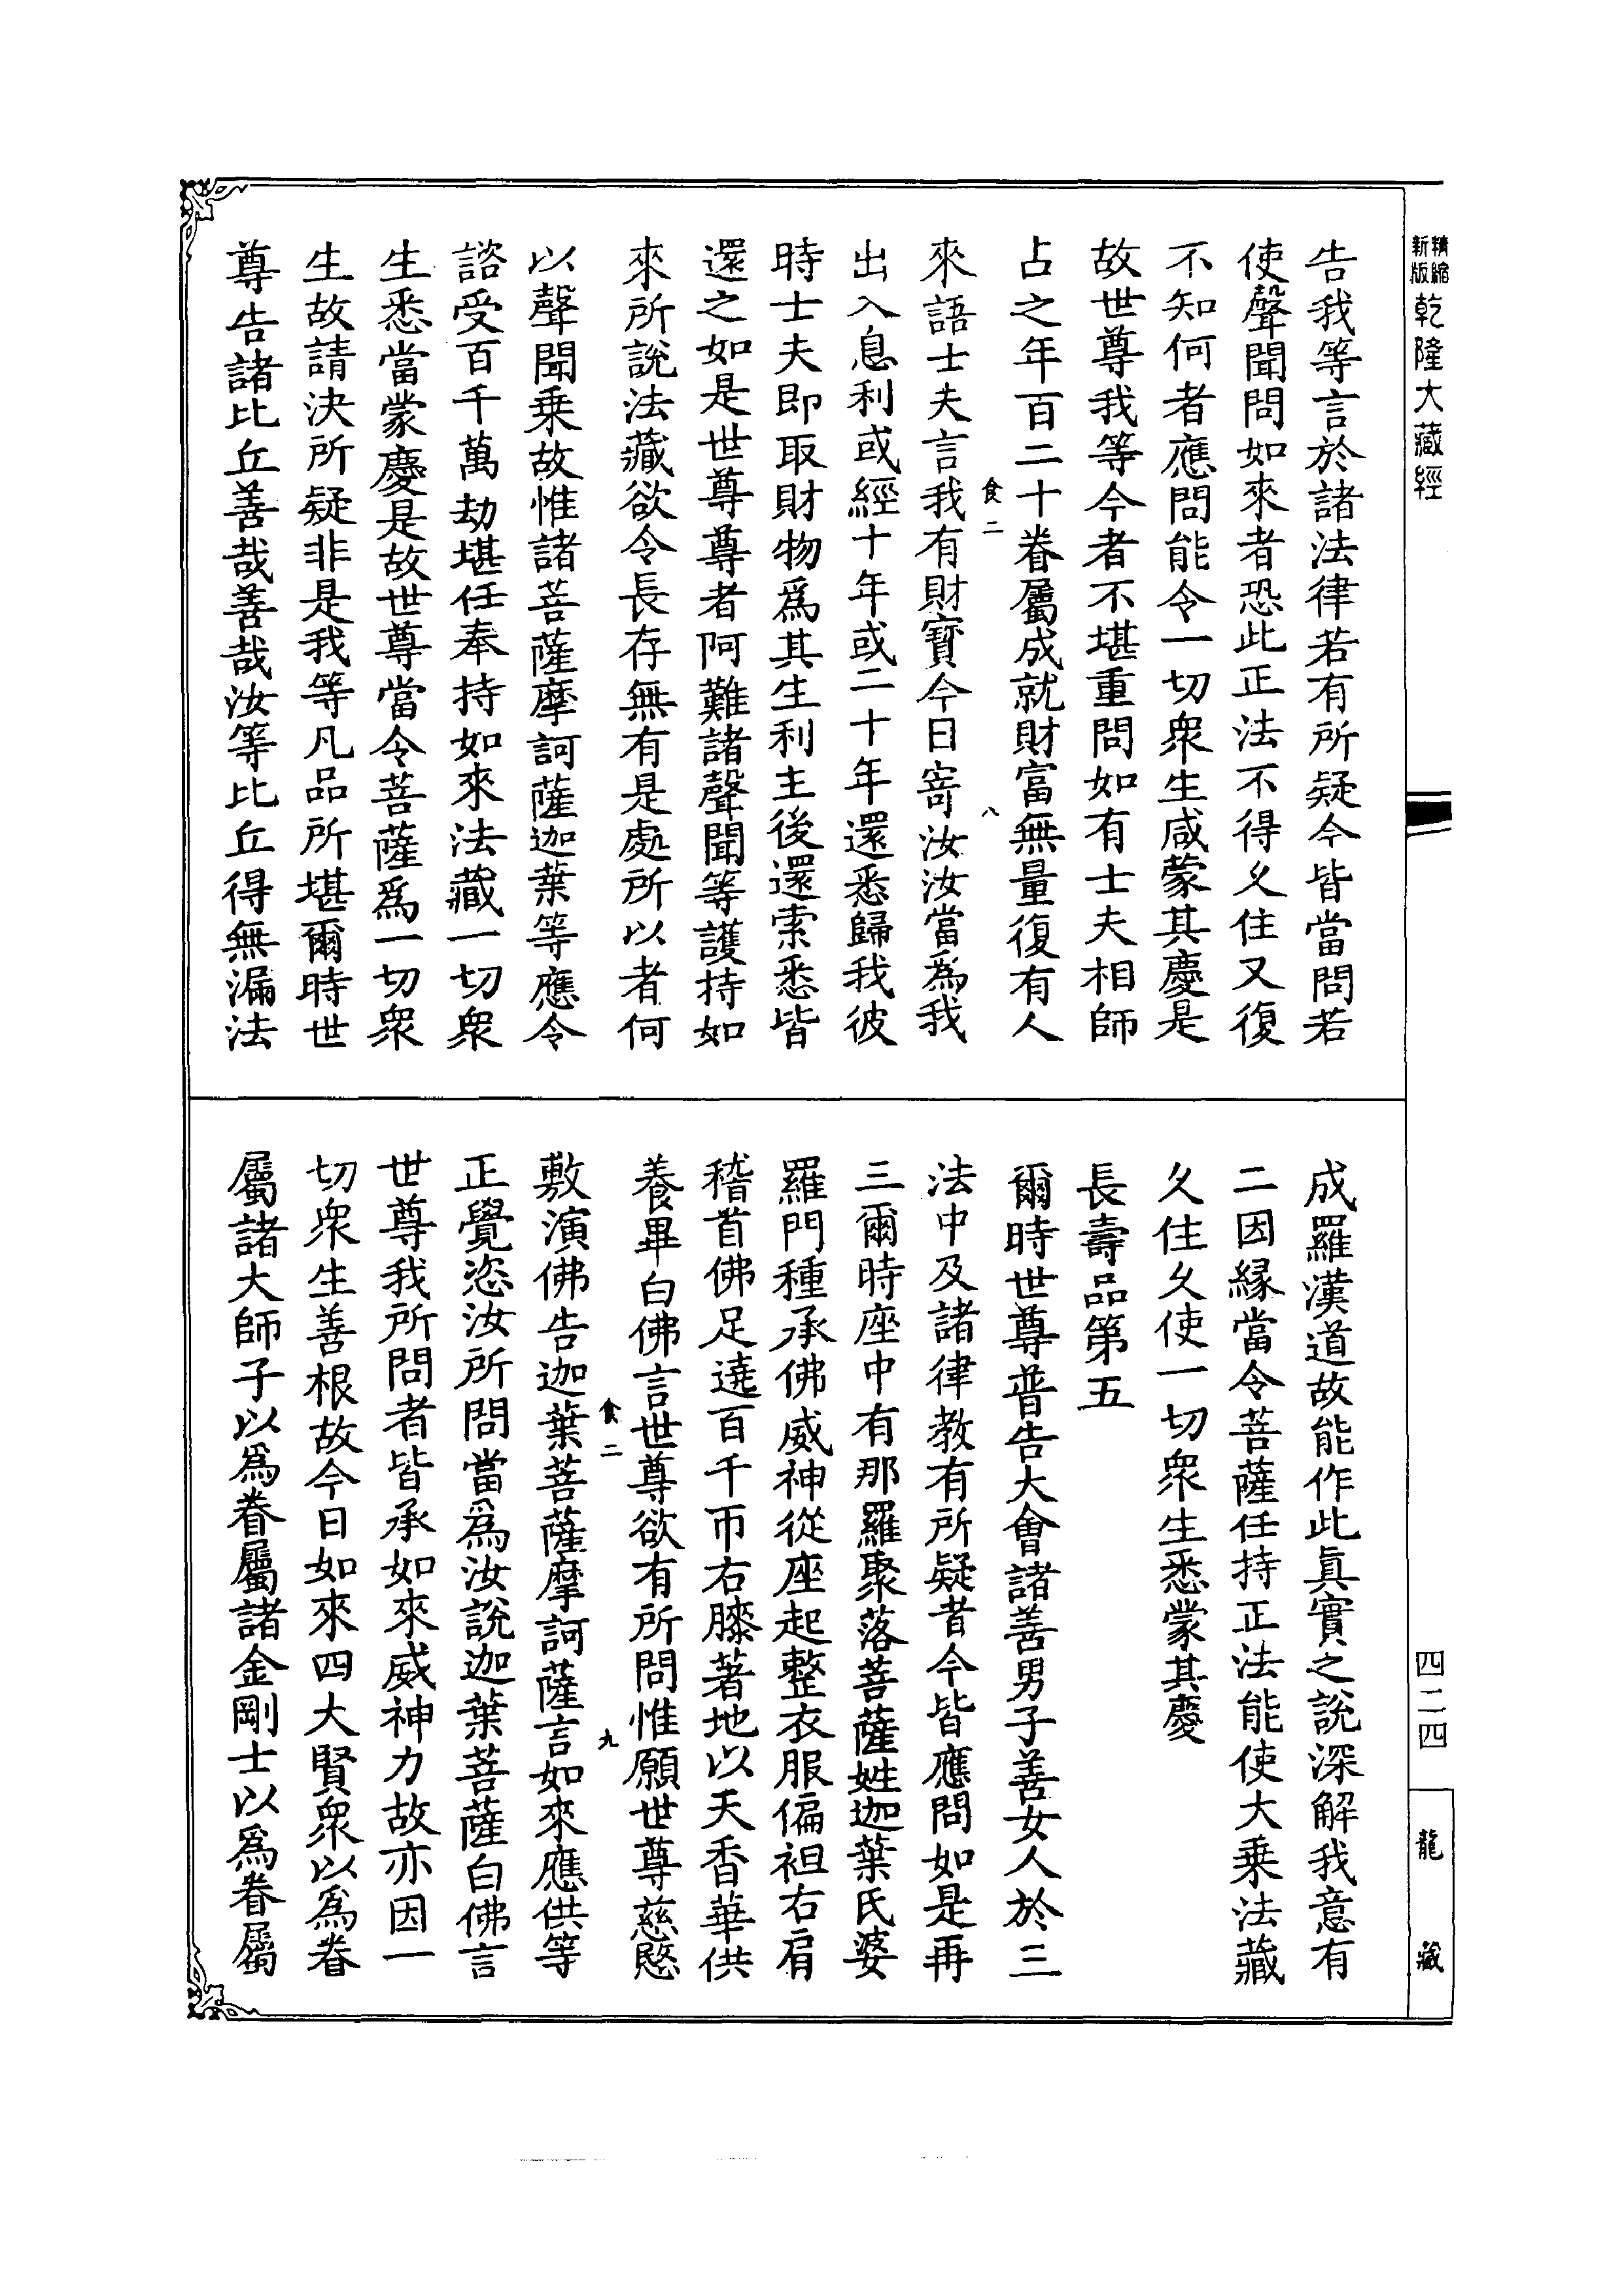 精縮新版乾隆大藏經
告我等言於諸法律若有所疑今皆當問若
使聲聞問如來者恐此正法不得久住又復
不知何者應問能令一切衆生咸蒙其慶是
故世尊我等今者不堪重問如有士夫相師
占之年百二十眷屬成就財富無量復有人
食二　八
來語士夫言我有財寶今日寄汝汝當爲我
出入息利或經十年或二十年還悉歸我彼
時士夫即取財物爲其生利主後還索悉皆
還之如是世尊尊者阿難諸聲聞等護持如
來所說法藏欲令長存無有是處所以者何
以聲聞乘故惟諸菩薩摩訶薩迦葉等應令
諮受百千萬劫堪任奉持如來法藏一切衆
生悉當蒙慶是故世尊當令菩薩爲一切衆
生故請決所疑非是我等凡品所堪爾時世
尊告諸比丘善哉善哉汝等比丘得無漏法
成羅漢道故能作此眞實之說深解我意有
二因緣當令菩薩任持正法能使大乘法藏
久住久使一切衆生悉蒙其慶
長壽品第五
爾時世尊普告大會諸善男子善女人於三
法中及諸律教有所疑者今皆應問如是再
三爾時座中有那羅聚落菩薩姓迦葉氏婆
羅門種承佛威神從座起整衣服偏袒右肩
稽首佛足遶百千帀右膝著地以天香華供
養畢白佛言世尊欲有所問惟願世尊慈愍
食二　九
敷演佛告迦葉菩薩摩訶薩言如來應供等
正覺恣汝所問當爲汝說迦葉菩薩白佛言
世尊我所問者皆承如來威神力故亦因一
切衆生善根故今日如來四大賢衆以爲眷
屬諸大師子以爲眷屬諸金剛士以爲眷屬
四二四
龍藏